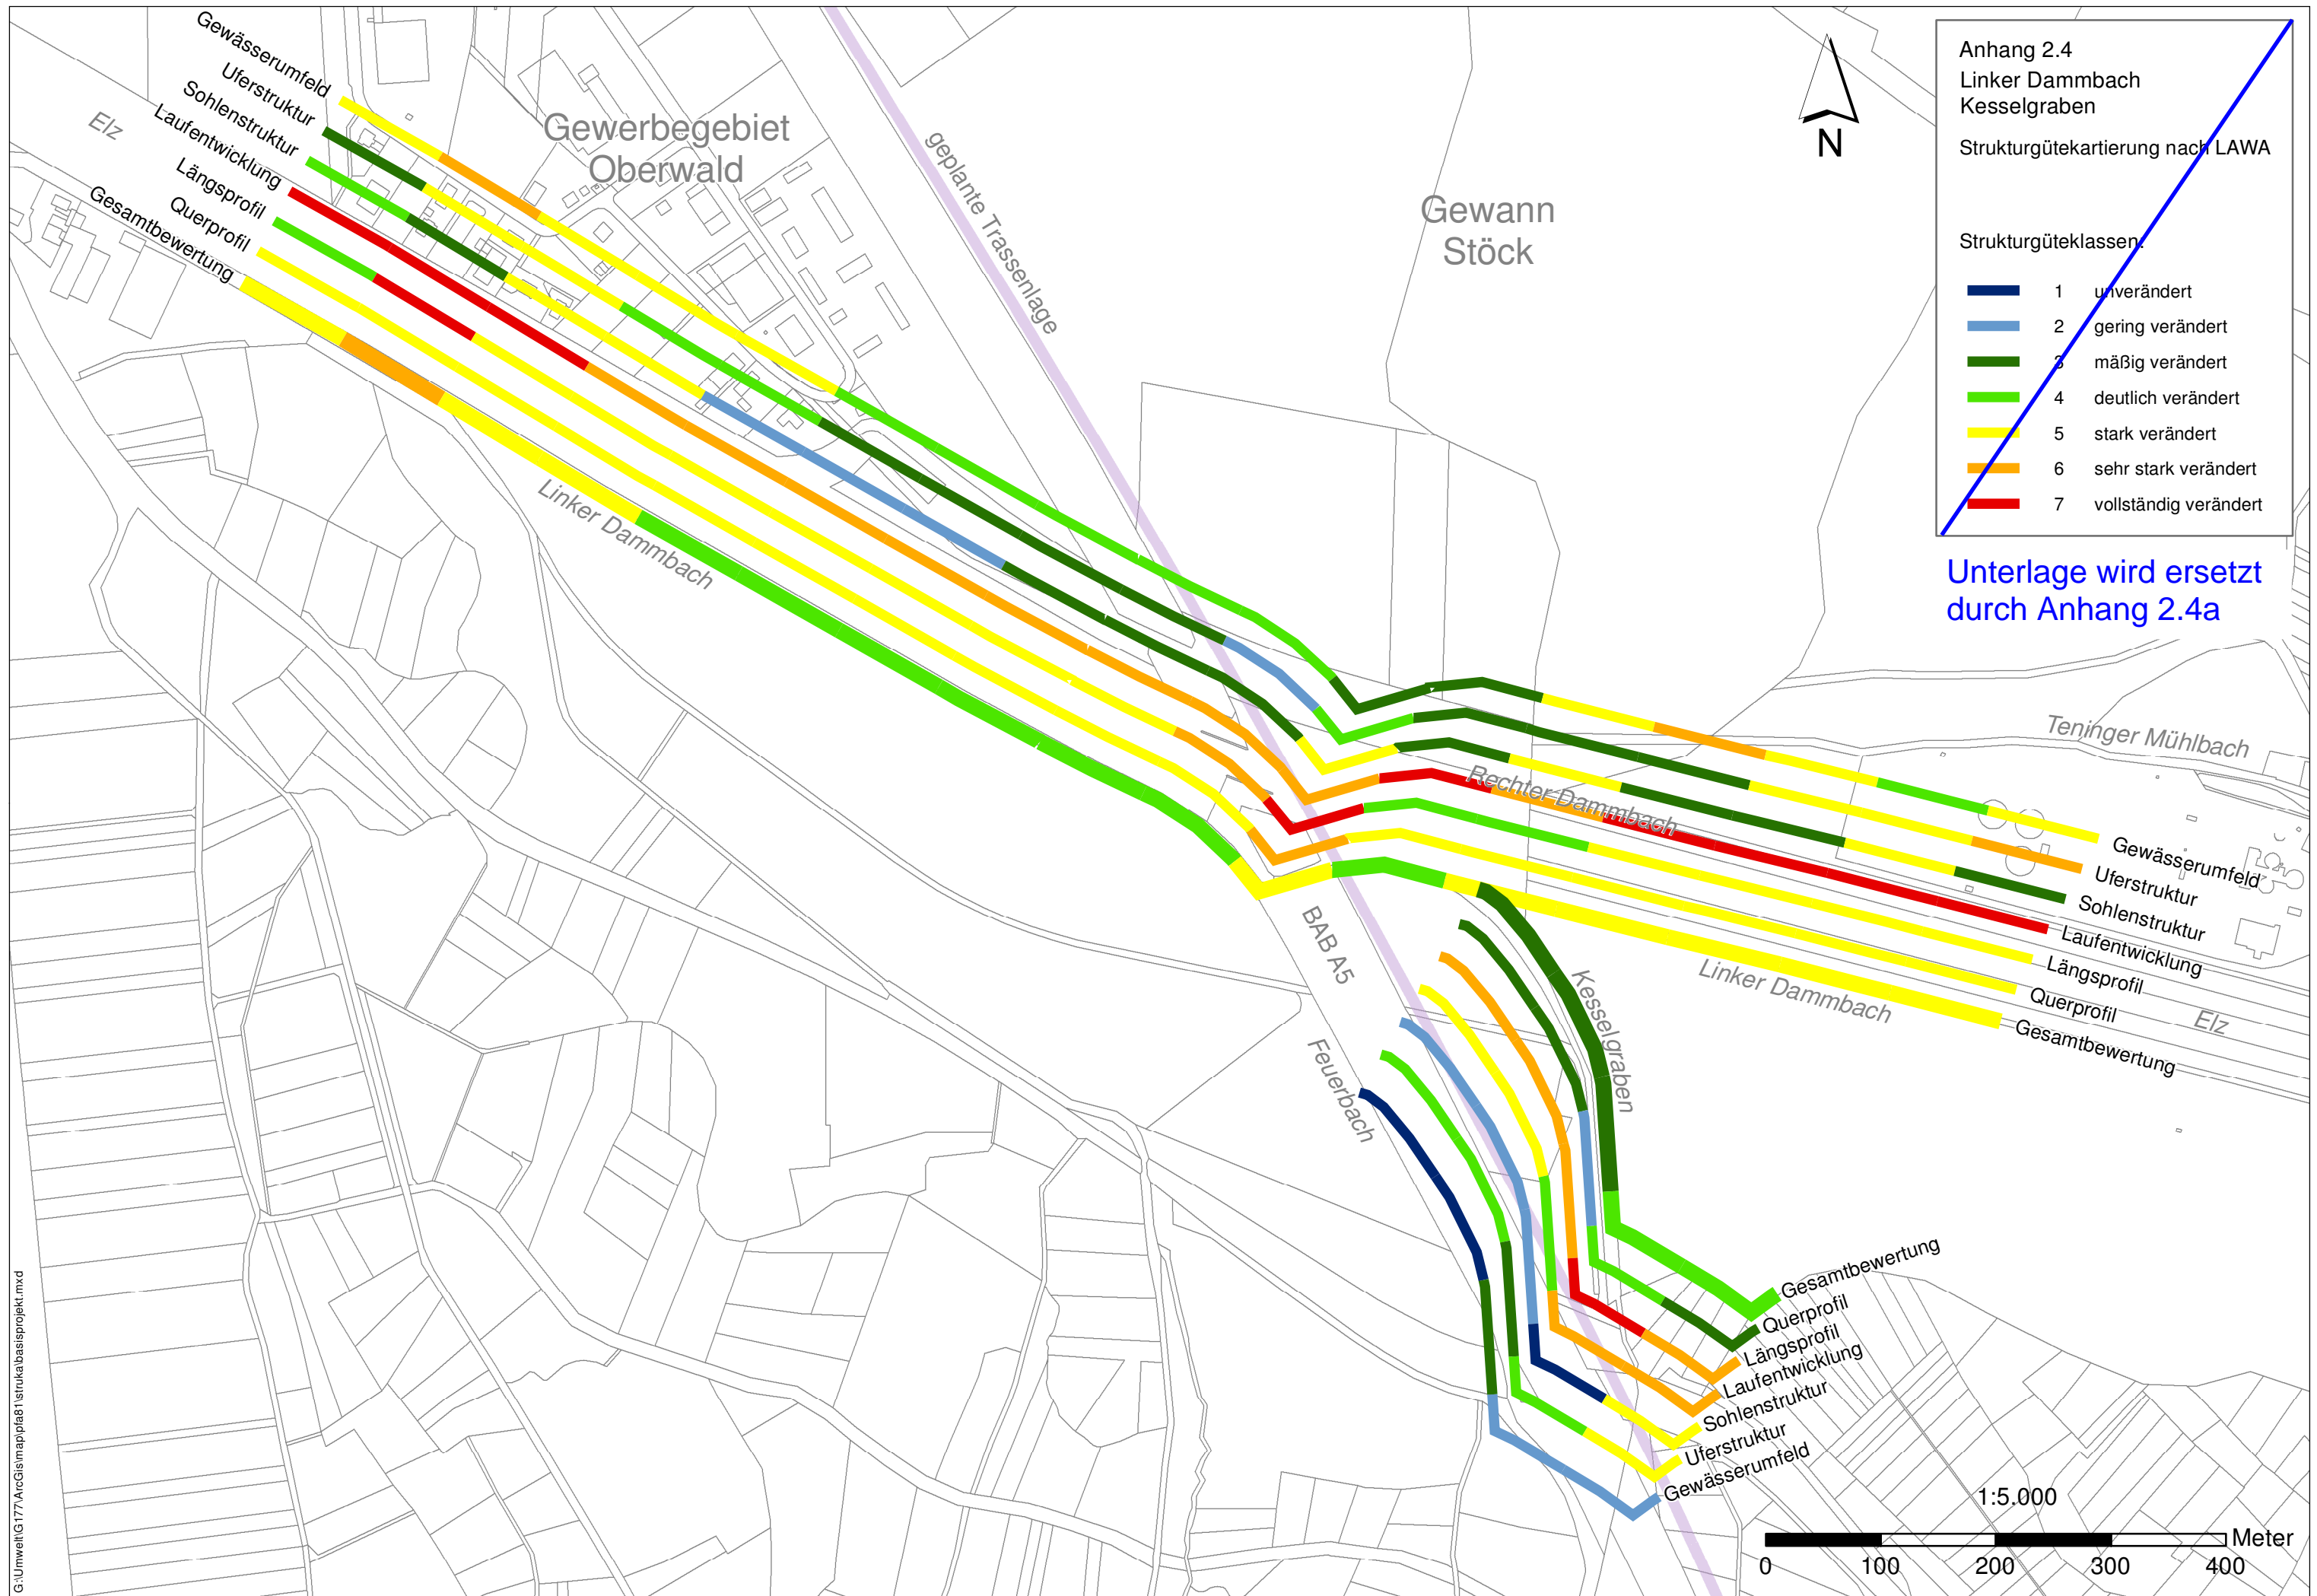 Gewässerumfeld
Uferstruktur
Sohlenstruktur
Laufentwicklung
Längsprofil
Querprofil
Gesamtbewertung
Elz
Gewerbegebiet
Oberwald
geplante Trassenlage
Gewann
Stöck
N
Anhang 2.4
Linker Dammbach
Kesselgraben
Strukturgütekartierung nach LAWA
Strukturgüteklassen:
1 unverändert
2 gering verändert
3 mäßig verändert
4 deutlich verändert
5 stark verändert
6 sehr stark verändert
7 vollständig verändert
Unterlage wird ersetzt
durch Anhang 2.4a
Linker Dammbach
Teninger Mühlbach
Rechter Dammbach
Gewässerumfeld
Uferstruktur
Sohlenstruktur
Laufentwicklung
Längsprofil
Querprofil
Gesamtbewertung
Linker Dammbach
Elz
BAB A5
Kesselgraben
Feuerbach
Gesamtbewertung
Querprofil
Längsprofil
Laufentwicklung
Sohlenstruktur
Uferstruktur
Gewässerumfeld
1:5.000
Meter
0 100 200 300 400
G:\Umwelt\G177\ArcGis\map\pfa81\struka\basisprojekt.mxd